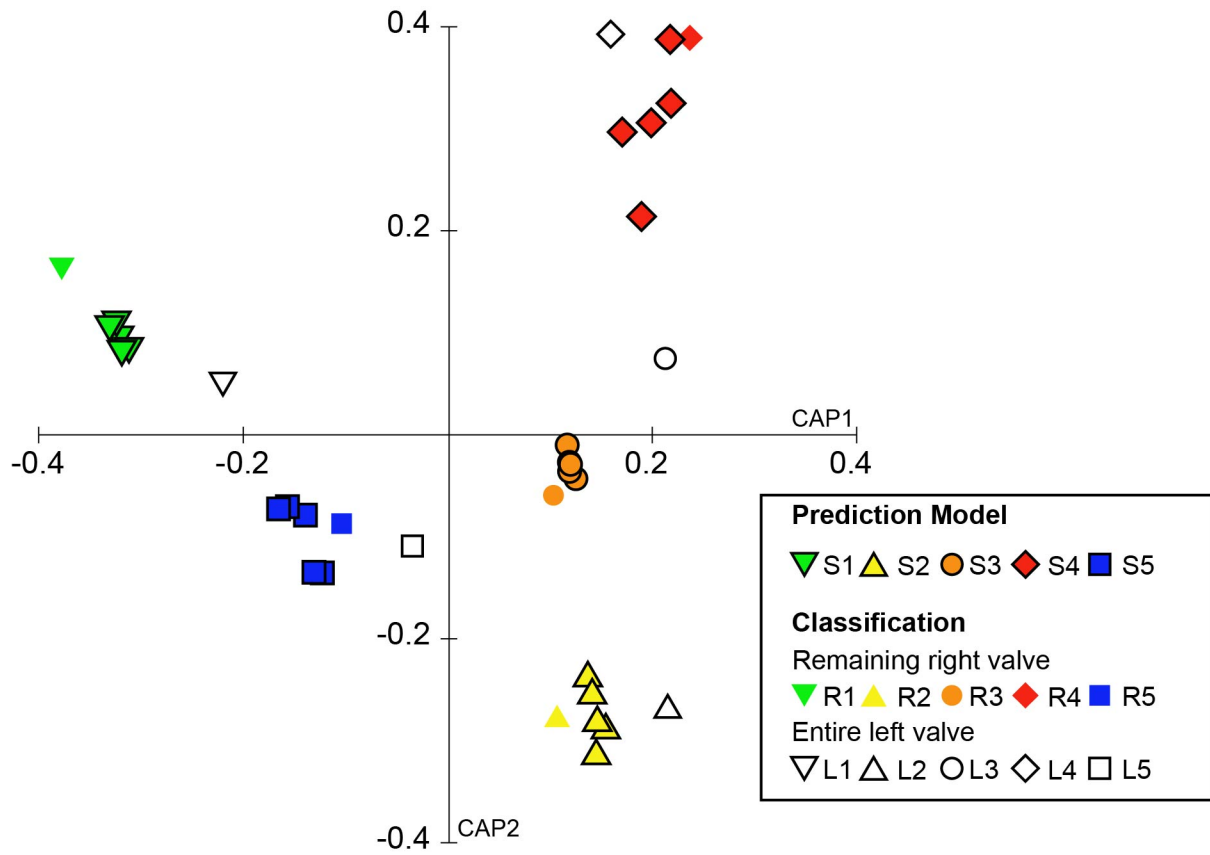 0.4
0.2
CAP1
-0.4
-0.2
0.2
0.4
-0.2
-0.4
CAP2
Prediction Model
S1 S2 S3 S4 S5
Classification
Remaining right valve
R1 R2 R3 R4 R5
Entire left valve
L1 L2 L3 L4 L5